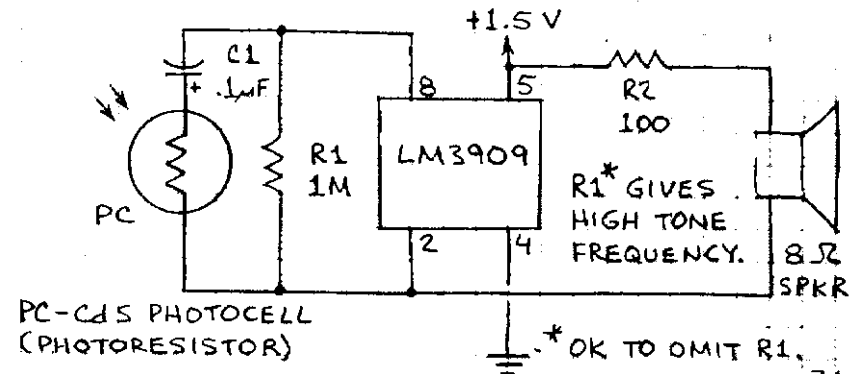 +1.5 V
C1
.1µF
+
8
5
R2
100
LM3909
R1
1M
PC
R1* GIVES
HIGH TONE
FREQUENCY.
2
4
8 Ω
SPKR
PC-CdS PHOTOCELL
(PHOTORESISTOR)
* OK TO OMIT R1.